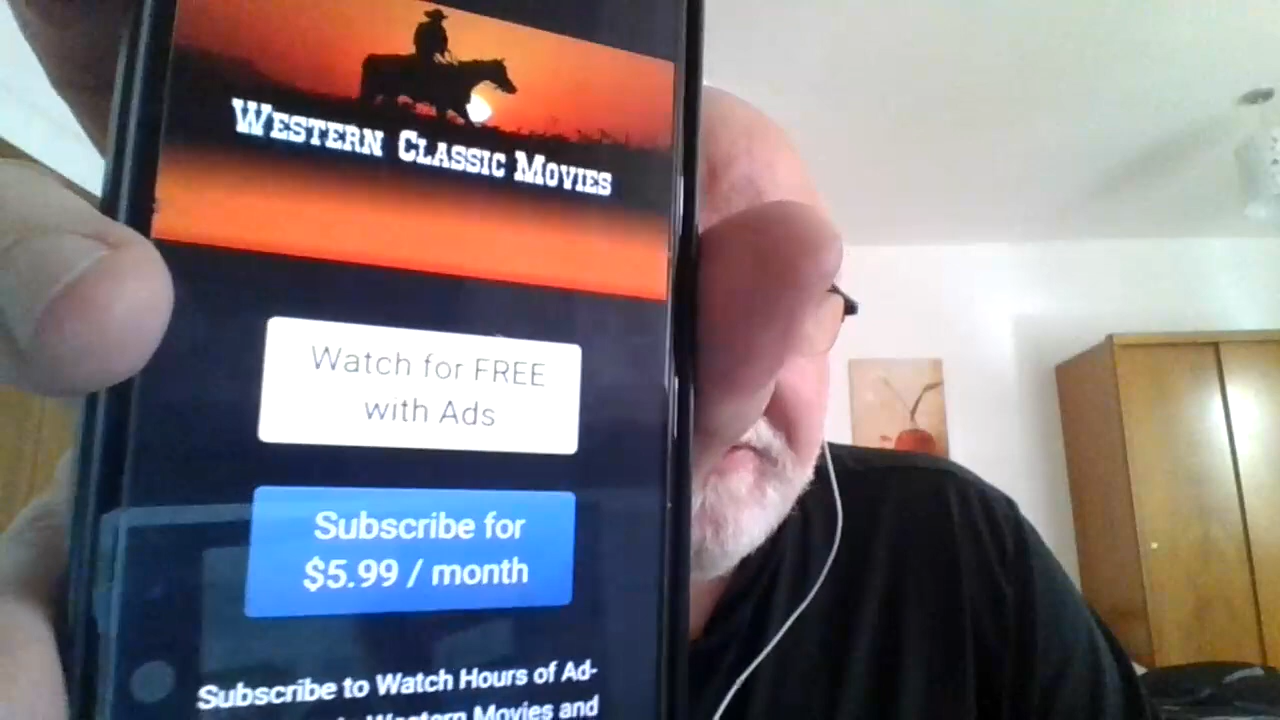 WESTERN CLASSIC MOVIES
Watch for FREE
with Ads
Subscribe for
$5.99 / month
Subscribe to Watch Hours of Ad-
Western Movies and